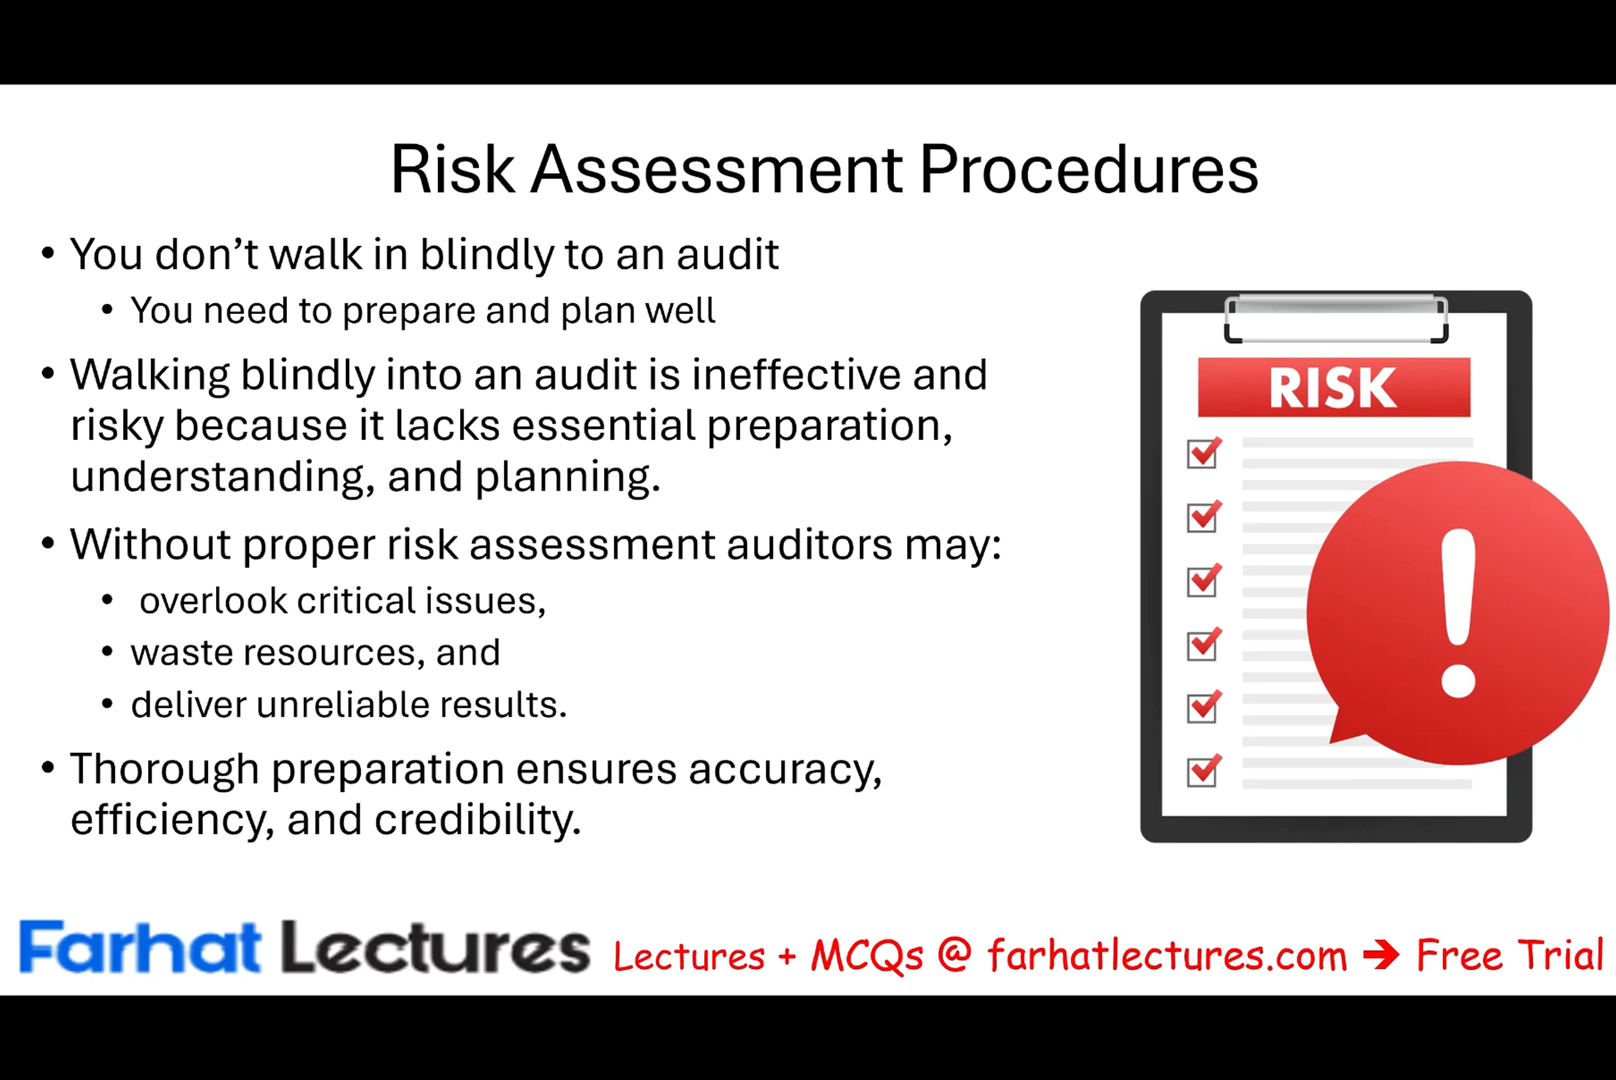 Risk Assessment Procedures
• You don’t walk in blindly to an audit
• You need to prepare and plan well
• Walking blindly into an audit is ineffective and
risky because it lacks essential preparation,
understanding, and planning.
• Without proper risk assessment auditors may:
• overlook critical issues,
• waste resources, and
• deliver unreliable results.
• Thorough preparation ensures accuracy,
efficiency, and credibility.
RISK
!
Farhat Lectures
Lectures + MCQs @ farhatlectures.com ➔ Free Trial